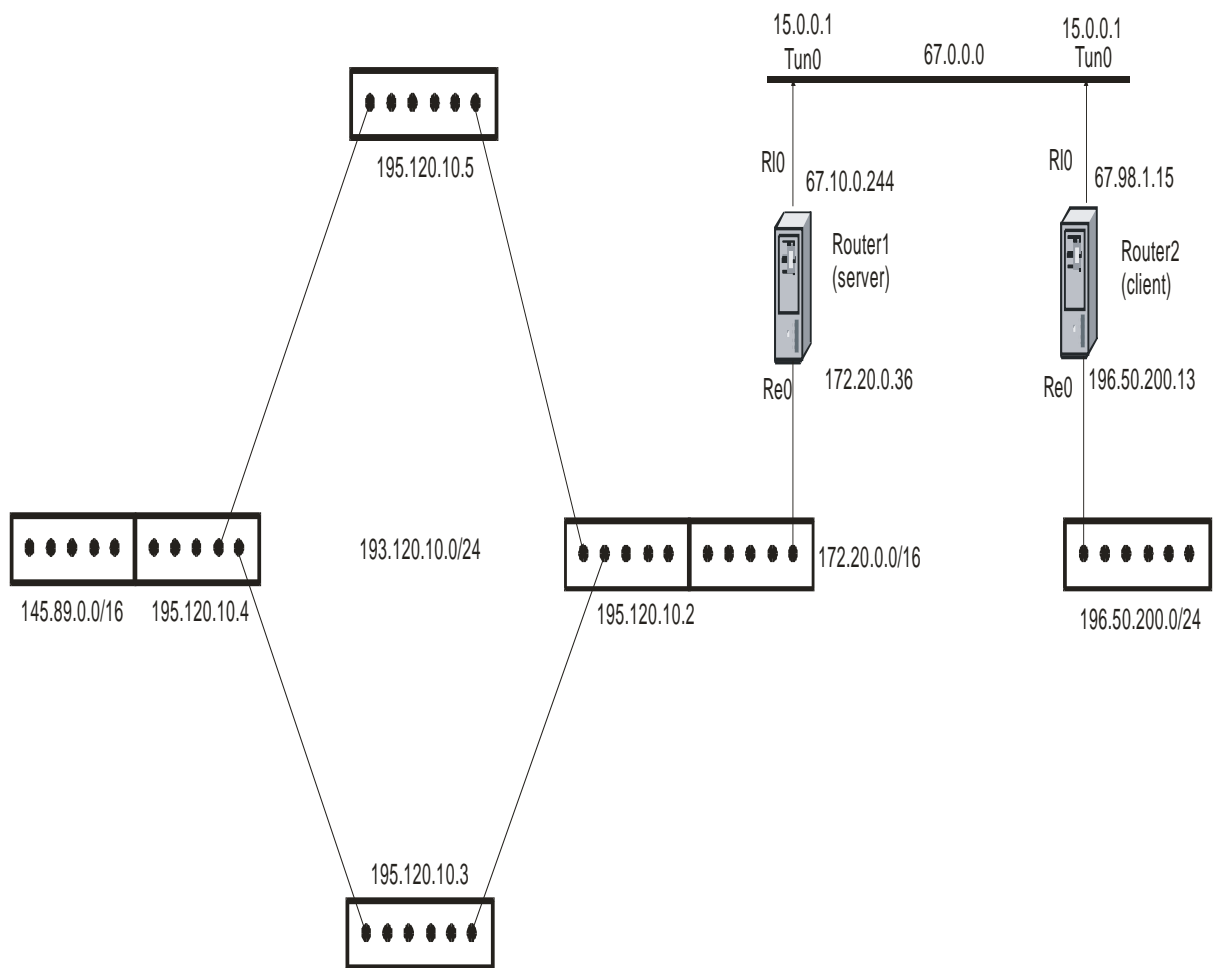 15.0.0.1
Tun0
67.0.0.0
15.0.0.1
Tun0
195.120.10.5
Rl0
67.10.0.244
Rl0
67.98.1.15
Router1
(server)
Router2
(client)
Re0
172.20.0.36
Re0
196.50.200.13
193.120.10.0/24
172.20.0.0/16
145.89.0.0/16
195.120.10.4
195.120.10.2
196.50.200.0/24
195.120.10.3